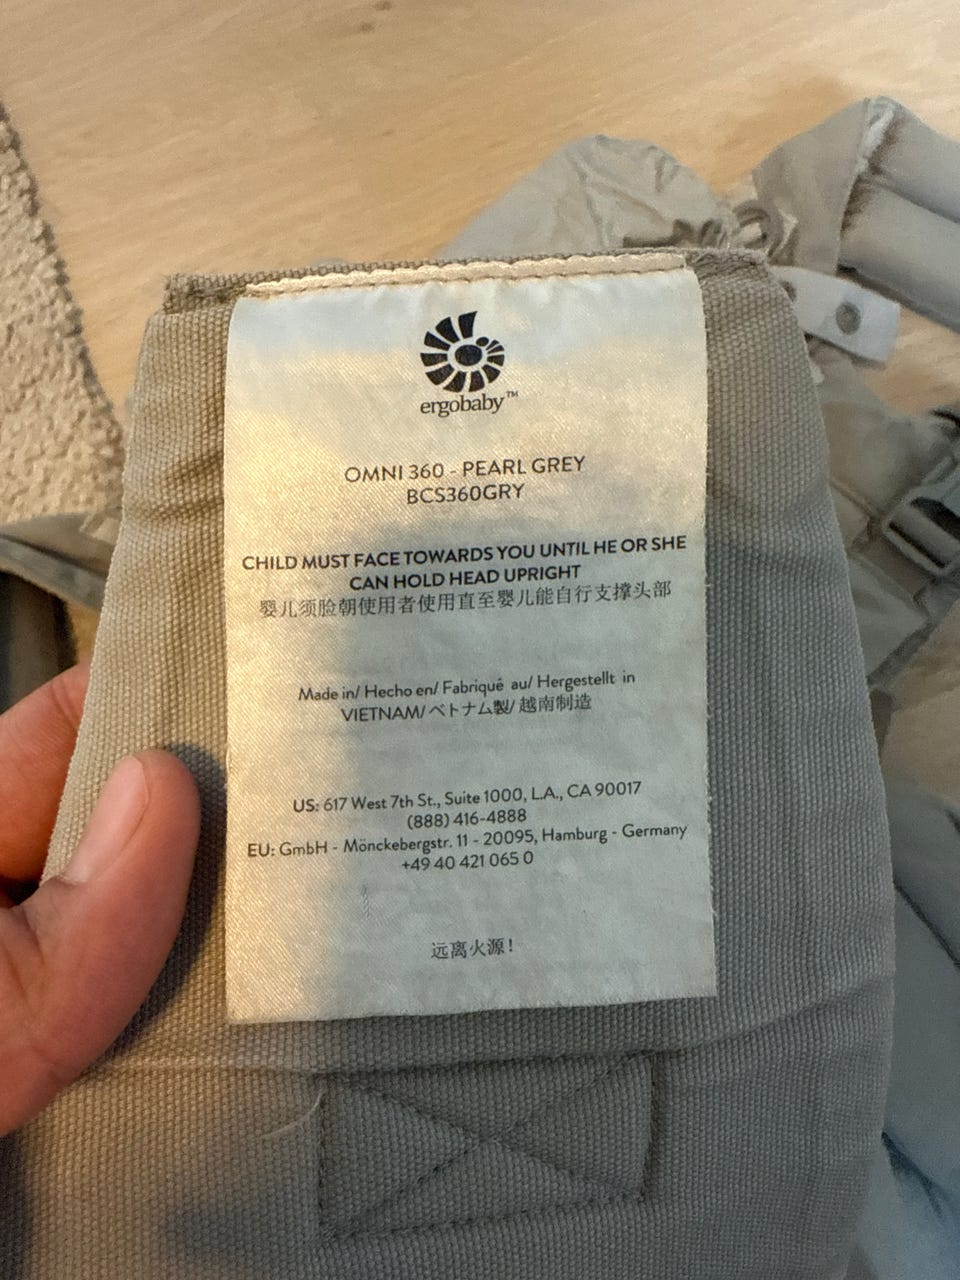 ergobaby™
OMNI 360 - PEARL GREY
BCS360GRY
CHILD MUST FACE TOWARDS YOU UNTIL HE OR SHE
CAN HOLD HEAD UPRIGHT
婴儿须脸朝使用者使用直至婴儿能自行支撑头部
Made in/ Hecho en/ Fabriqué au/ Hergestellt in
VIETNAM/ベトナム製/ 越南制造
US: 617 West 7th St., Suite 1000, L.A., CA 90017
(888) 416-4888
EU: GmbH - Mönckebergstr. 11 - 20095, Hamburg - Germany
+49 40 421 065 0
远离火源!